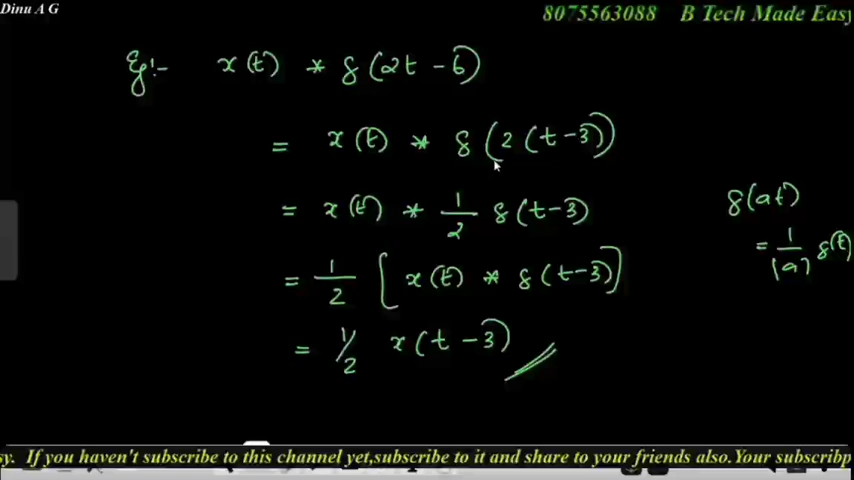 Dinu A G
8075563088 B Tech Made Easy
Eg:- x(t) * δ(2t-6)
= x(t) * δ(2(t-3))
= x(t) * 1/2 δ(t-3)
δ(at)
= 1/|a| δ(t)
= 1/2 [x(t) * δ(t-3)]
= 1/2 x(t-3)
sy. If you haven't subscribe to this channel yet,subscribe to it and share to your friends also.Your subscribp